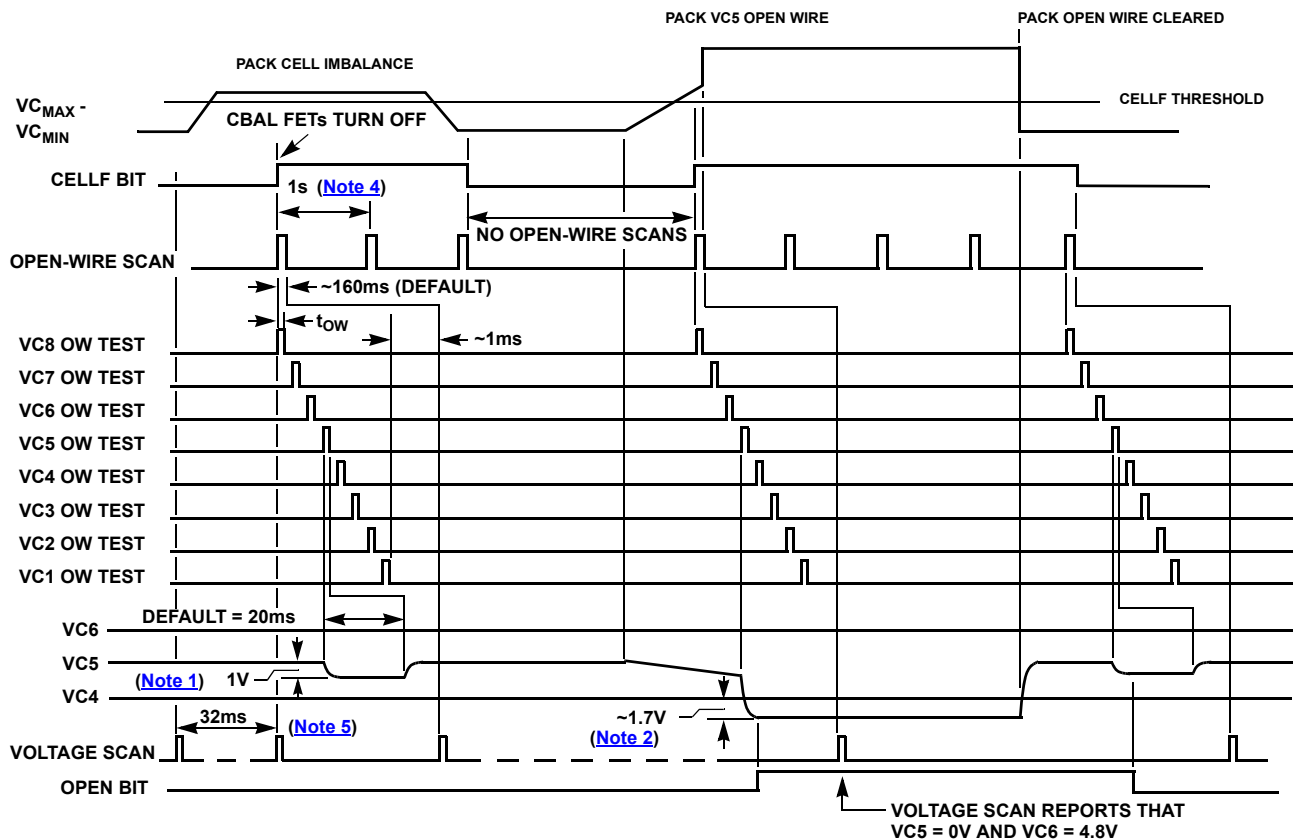 PACK VC5 OPEN WIRE
PACK OPEN WIRE CLEARED
PACK CELL IMBALANCE
VCMAX -
VCMIN
CELLF THRESHOLD
CBAL FETs TURN OFF
CELLF BIT
1s (Note 4)
NO OPEN-WIRE SCANS
OPEN-WIRE SCAN
~160ms (DEFAULT)
tOW
~1ms
VC8 OW TEST
VC7 OW TEST
VC6 OW TEST
VC5 OW TEST
VC4 OW TEST
VC3 OW TEST
VC2 OW TEST
VC1 OW TEST
DEFAULT = 20ms
VC6
VC5
(Note 1) 1V
VC4
~1.7V
(Note 2)
32ms
(Note 5)
VOLTAGE SCAN
OPEN BIT
VOLTAGE SCAN REPORTS THAT
VC5 = 0V AND VC6 = 4.8V